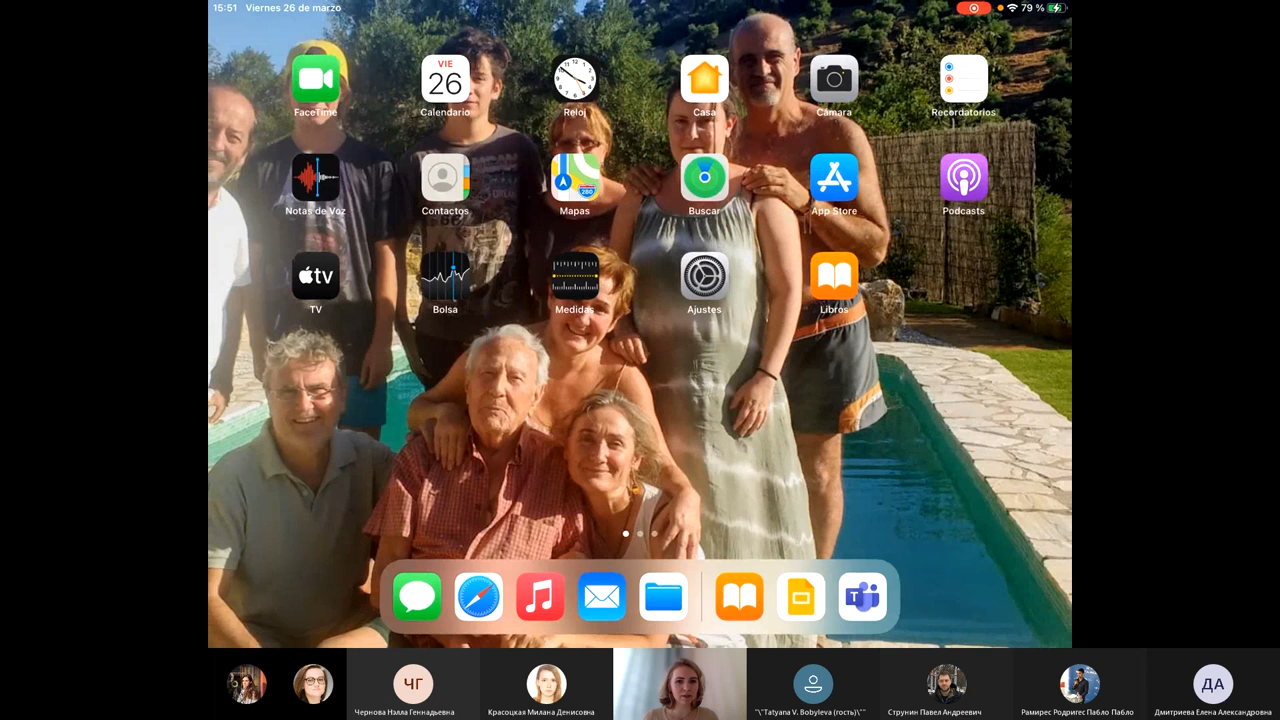 15:51 Viernes 26 de marzo
79 %
VIE
26
FaceTime
Calendario
Reloj
Casa
Cámara
Recordatorios
280
Notas de Voz
Contactos
Mapas
Buscar
App Store
Podcasts
tv
TV
Bolsa
Medidas
Ajustes
Libros
T
ЧГ
ДА
Чернова Нэлла Геннадьевна
Красоцкая Милана Денисовна
"\"Tatyana V. Bobyleva (гость)\""
Струнин Павел Андреевич
Рамирес Родригес Пабло Пабло
Дмитриева Елена Александровна